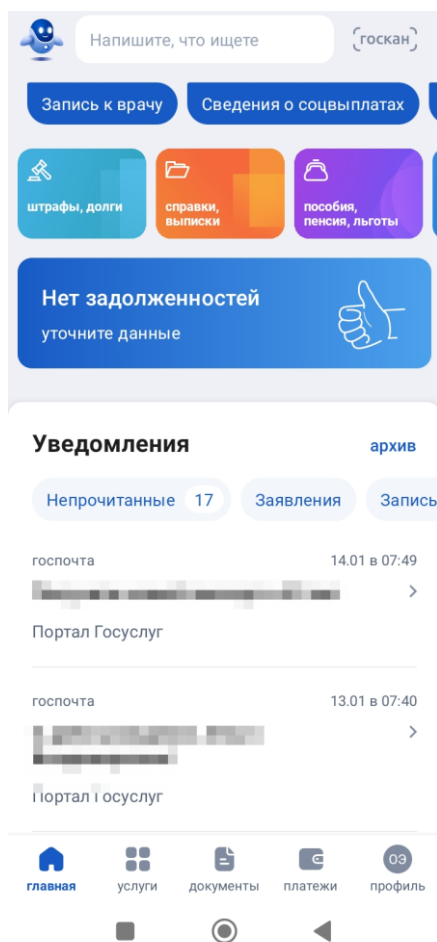 Напишите, что ищете
госкан
Запись к врачу
Сведения о соцвыплатах
штрафы, долги
справки,
выписки
пособия,
пенсия, льготы
Нет задолженностей
уточните данные
Уведомления
архив
Непрочитанные 17
Заявления
Запись
госпочта
14.01 в 07:49
Портал Госуслуг
госпочта
13.01 в 07:40
Портал Госуслуг
главная
услуги
документы
платежи
ОЭ
профиль